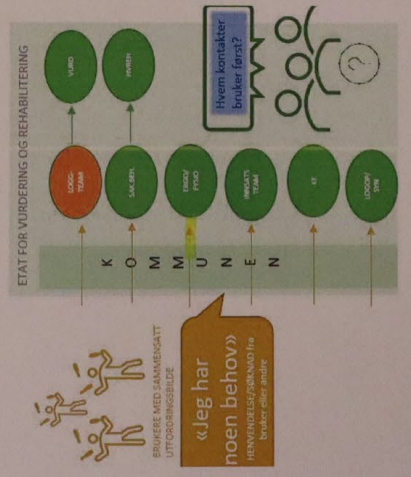 ETAT FOR VURDERING OG REHABILITERING
VURD
HVREH
LOGG-
TEAM
SAK.BEH.
ERGO/
FYSIO
INNSATS
TEAM
KT
LOGOP/
SYN
K O M M U N E N
Hvem kontakter
bruker først?
?
BRUKERE MED SAMMENSATT
UTFORDRINGSBILDE
«Jeg har
noen behov»
HENVENDELSE/SØKNAD fra
bruker eller andre